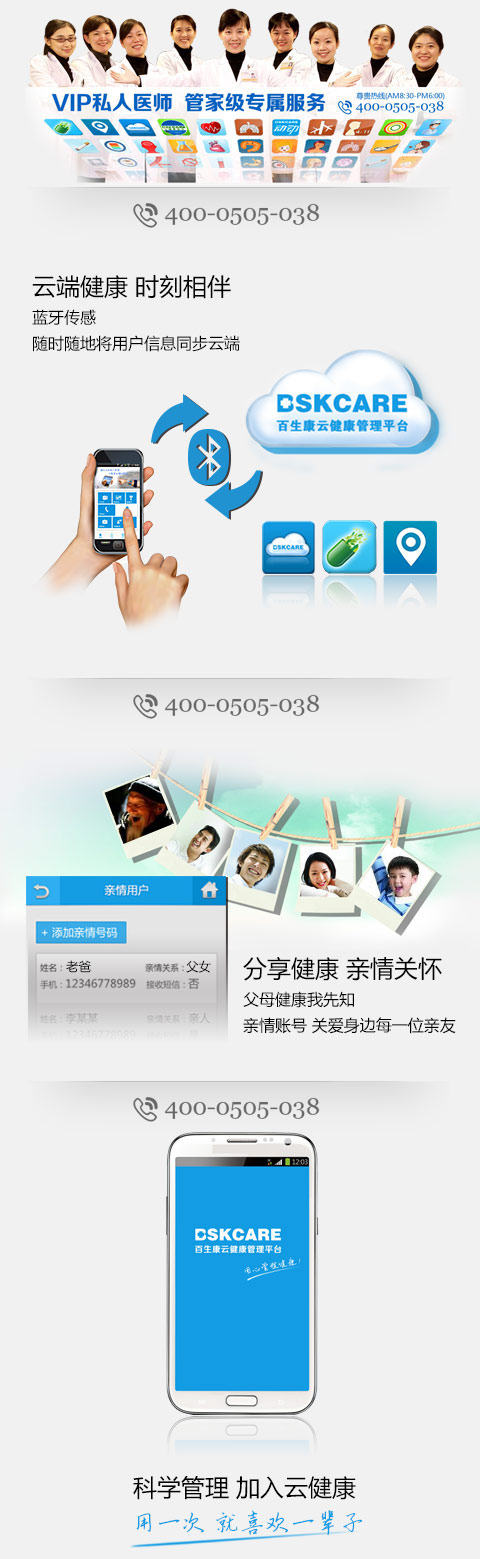 VIP私人医师 管家级专属服务
尊贵热线(AM8:30-PM6:00)
400-0505-038
DSKCARE
400-0505-038
云端健康 时刻相伴
蓝牙传感
随时随地将用户信息同步云端
DSKCARE
百生康云健康管理平台
DSKCARE
400-0505-038
亲情用户
+ 添加亲情号码
姓名：老爸 亲情关系：父女
手机：12346778989 接收短信：否
姓名：李某某 亲情关系：亲人
分享健康 亲情关怀
父母健康我先知
亲情账号 关爱身边每一位亲友
400-0505-038
12:03
DSKCARE
百生康云健康管理平台
用心管理健康！
科学管理 加入云健康
用一次 就喜欢一辈子